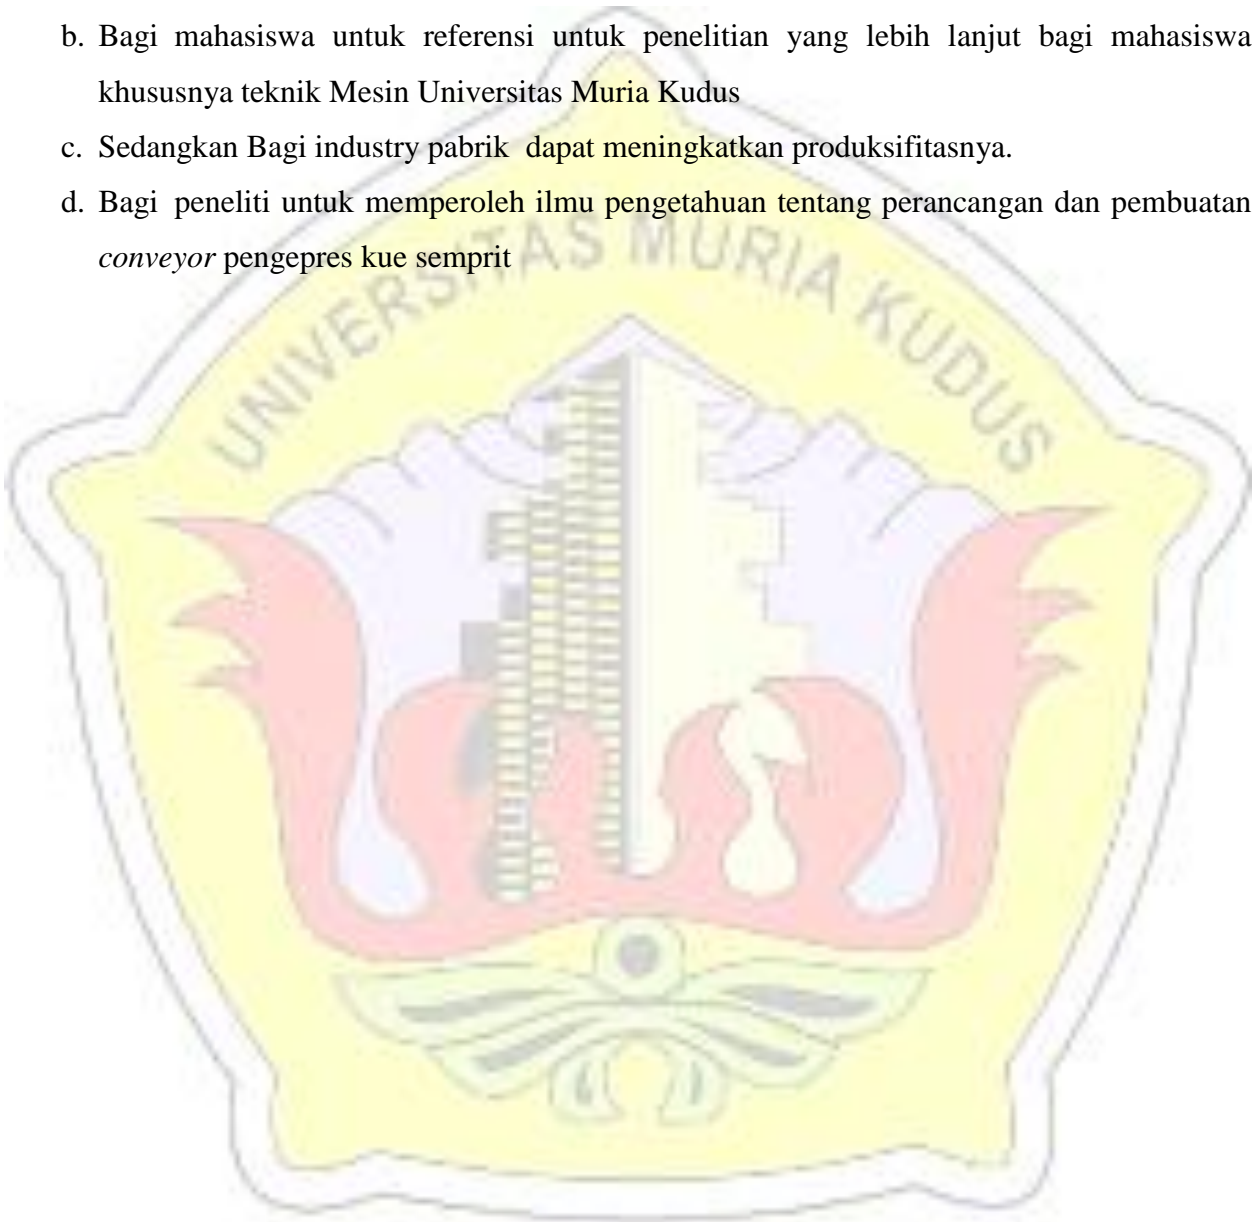 b. Bagi mahasiswa untuk referensi untuk penelitian yang lebih lanjut bagi mahasiswa
khususnya teknik Mesin Universitas Muria Kudus
c. Sedangkan Bagi industry pabrik dapat meningkatkan produksifitasnya.
d. Bagi peneliti untuk memperoleh ilmu pengetahuan tentang perancangan dan pembuatan
conveyor pengepres kue semprit
UNIVERSITAS MURIA KUDUS